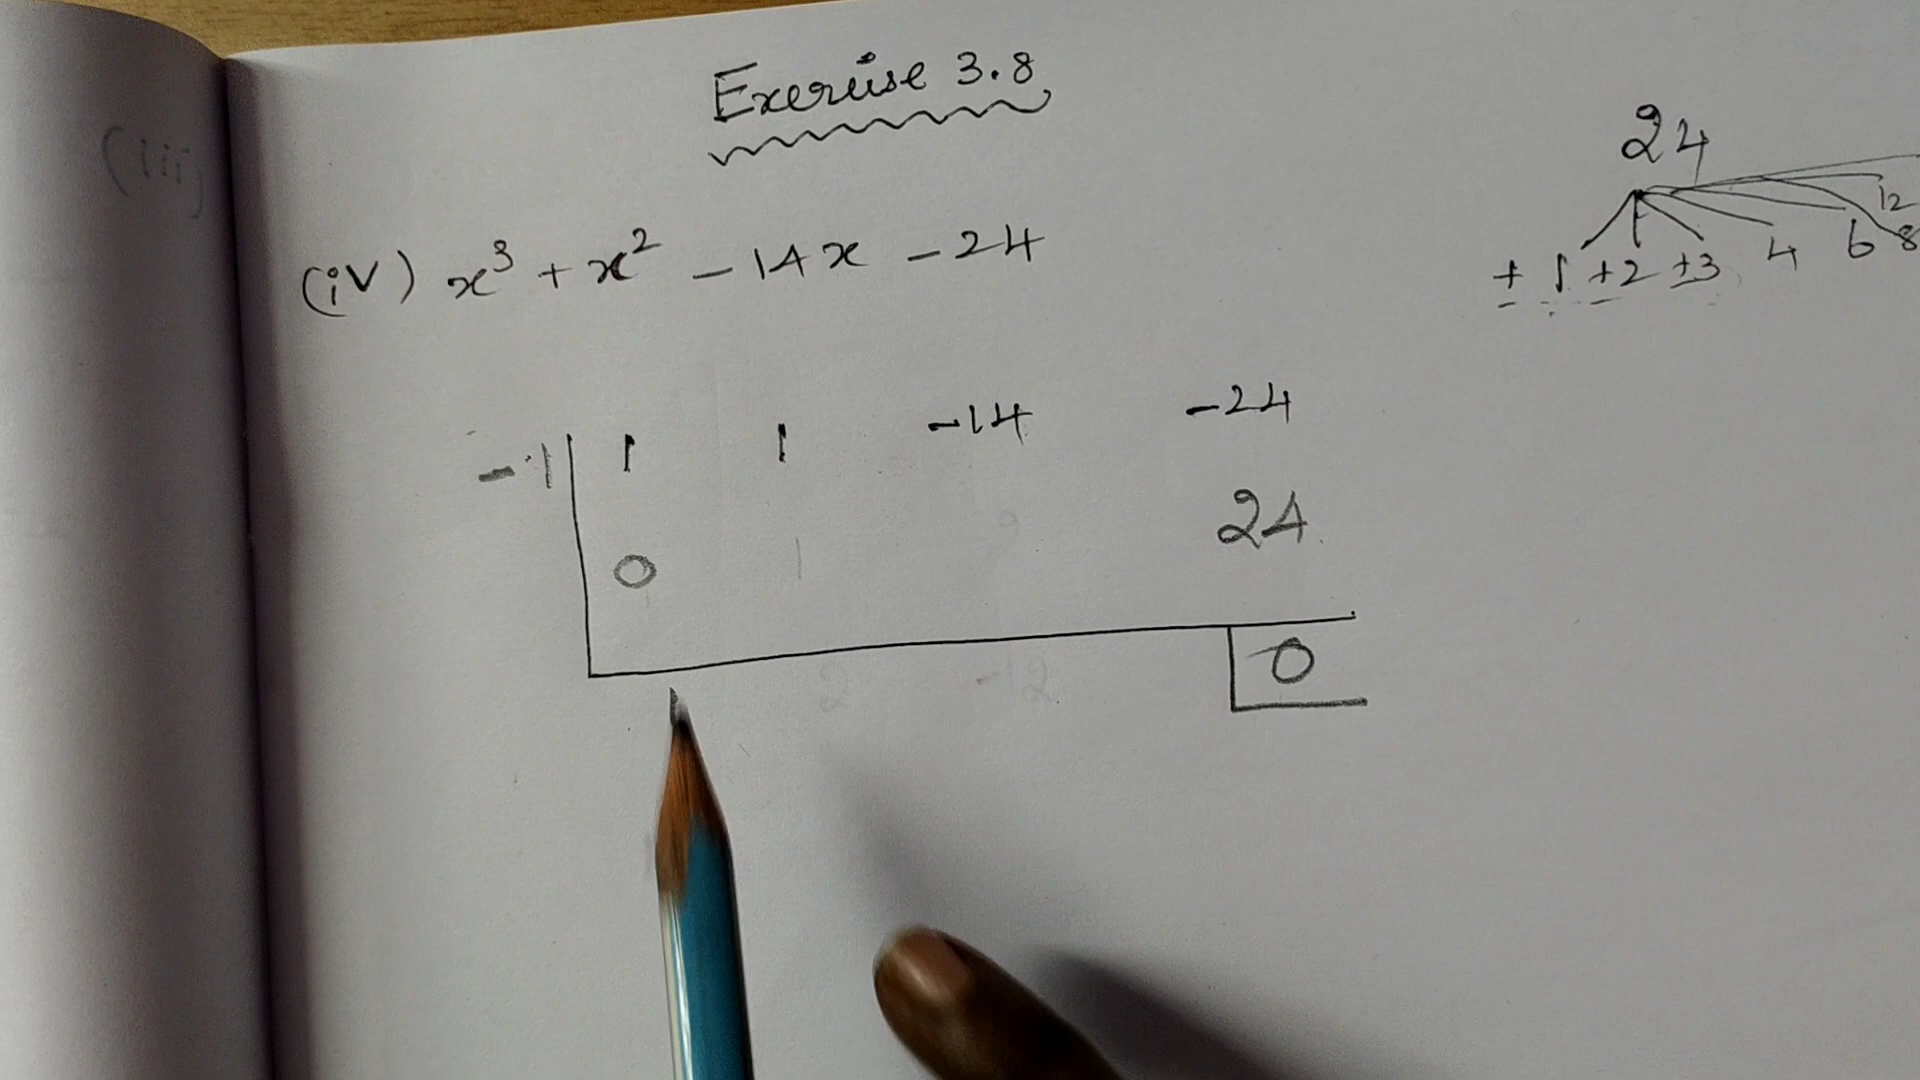 Exercise 3.8
(iii)
24
± 1 ±2 ±3 4 6 8 12
(iv) x³ + x² - 14x - 24
-1 1 1 -14 -24
0 24
0